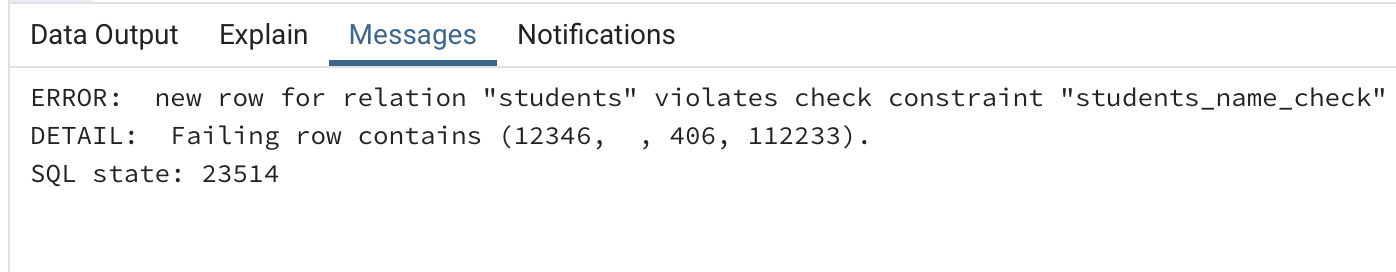 Data Output Explain Messages Notifications
ERROR:  new row for relation "students" violates check constraint "students_name_check"
DETAIL:  Failing row contains (12346,  , 406, 112233).
SQL state: 23514